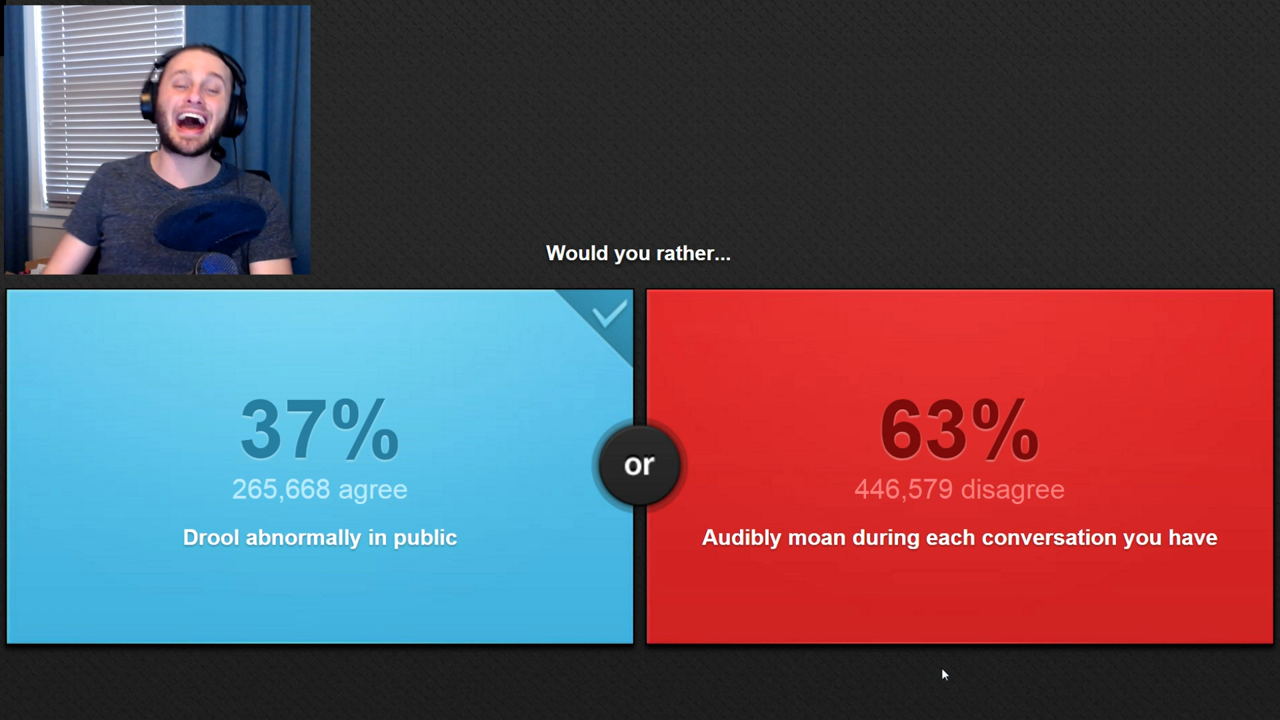 Would you rather...
37%
265,668 agree
Drool abnormally in public
or
63%
446,579 disagree
Audibly moan during each conversation you have